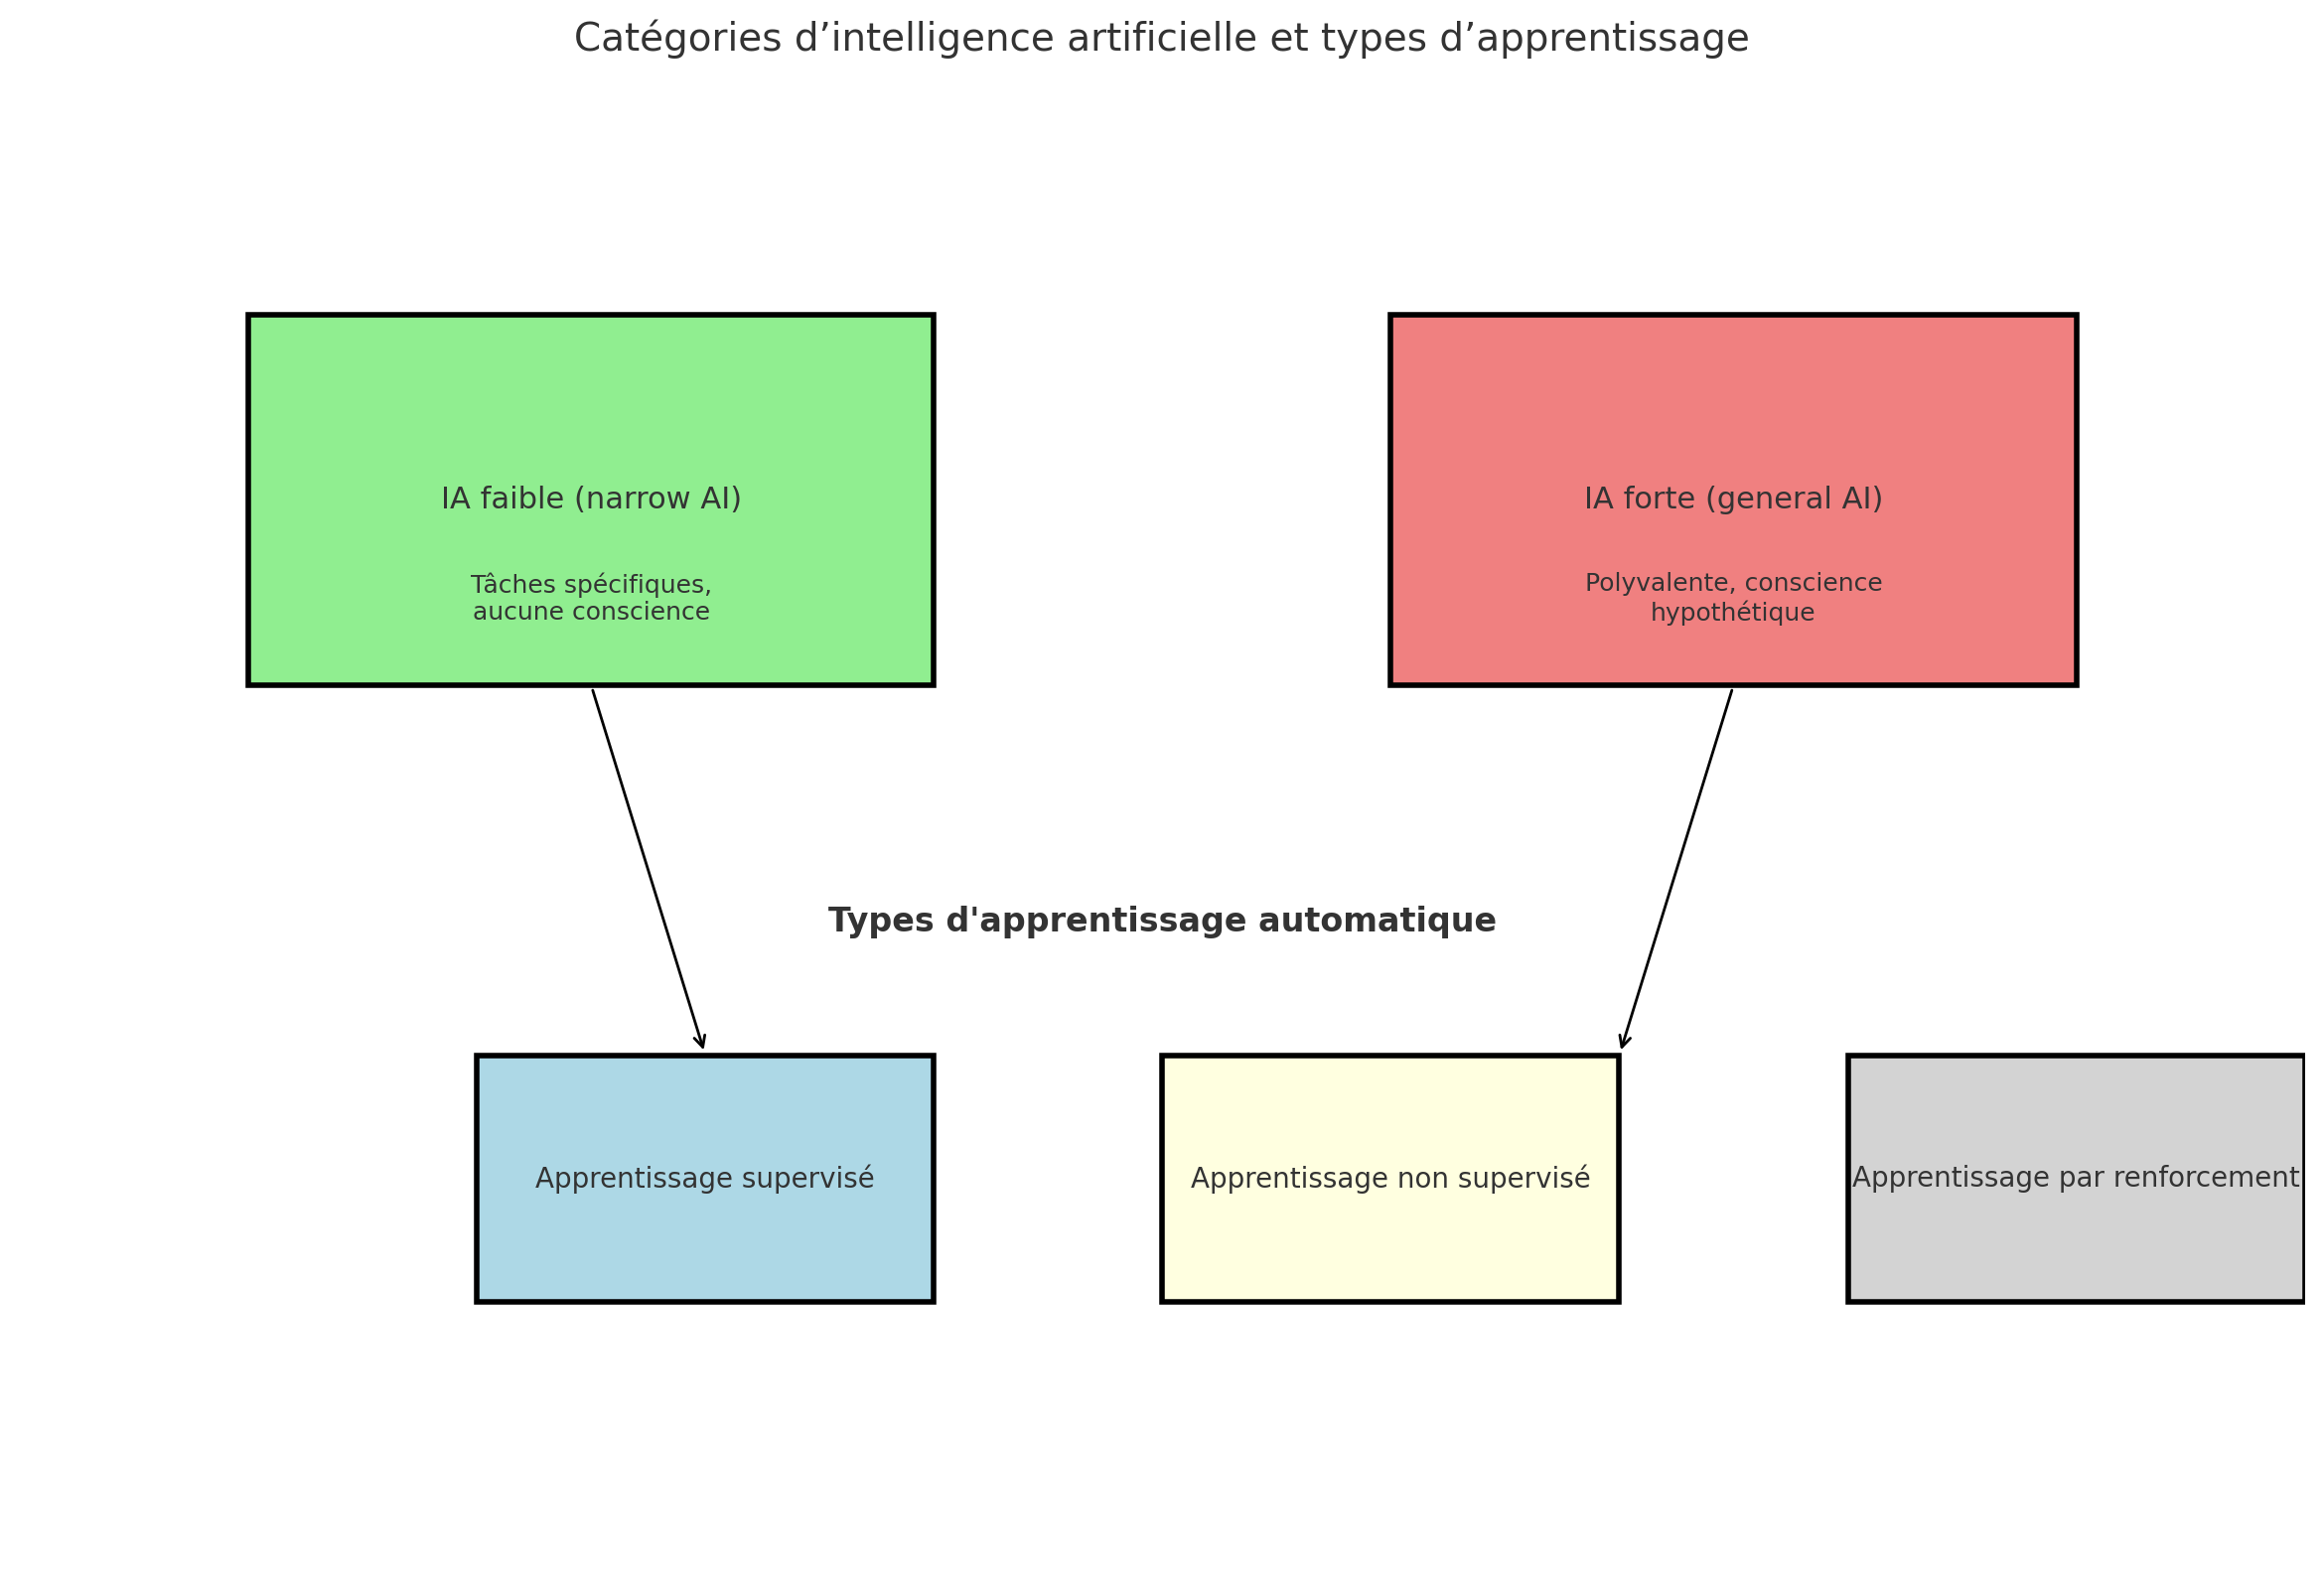 Catégories d’intelligence artificielle et types d’apprentissage
IA faible (narrow AI)
Tâches spécifiques,
aucune conscience
IA forte (general AI)
Polyvalente, conscience
hypothétique
Types d'apprentissage automatique
Apprentissage supervisé
Apprentissage non supervisé
Apprentissage par renforcement